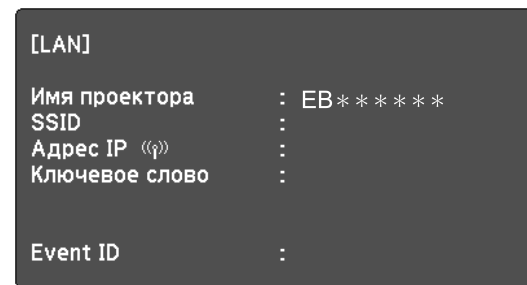 [LAN]
Имя проектора : EB******
SSID :
Адрес IP :
Ключевое слово :
Event ID :